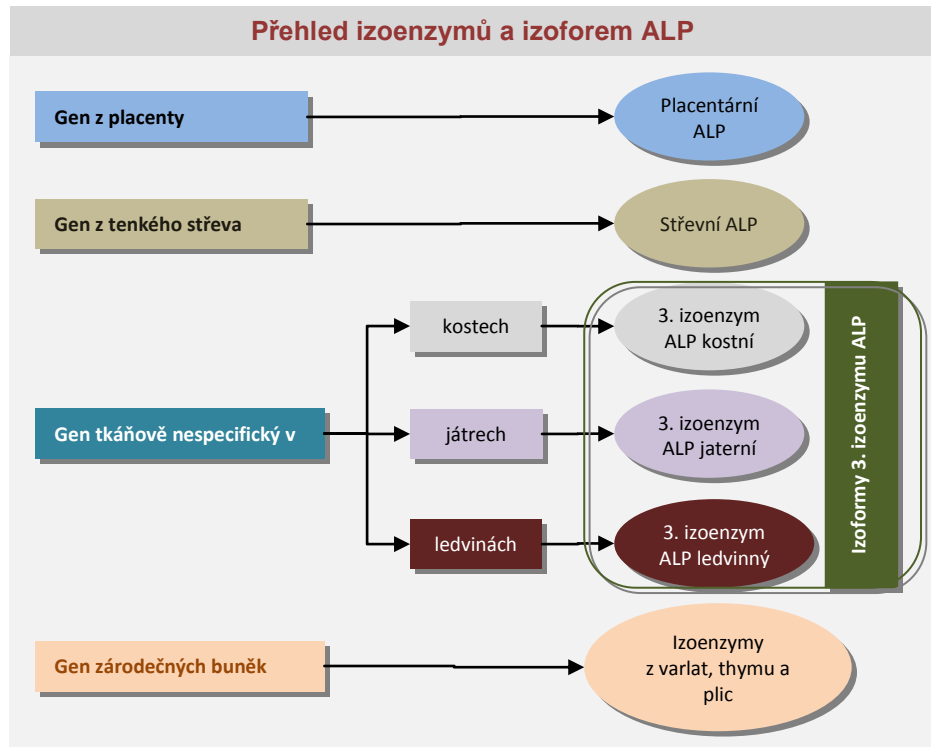 Přehled izoenzymů a izoforem ALP
Gen z placenty
Placentární
ALP
Gen z tenkého střeva
Střevní ALP
kostech
3. izoenzym
ALP kostní
Gen tkáňově nespecifický v
játrech
3. izoenzym
ALP jaterní
ledvinách
3. izoenzym
ALP ledvinný
Izoformy 3. izoenzymu ALP
Gen zárodečných buněk
Izoenzymy
z varlat, thymu a
plic